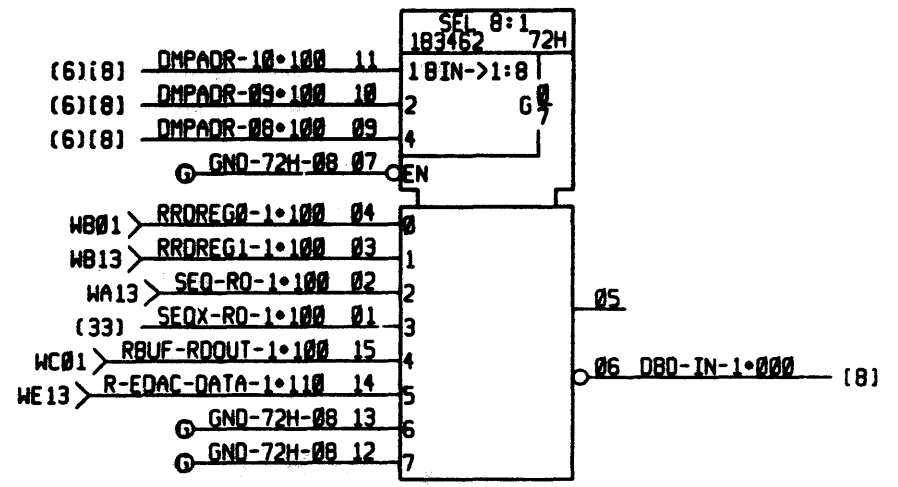 SEL 8:1
183462 72H
(6)[8] DMPADR-10•100 11 1 BIN->1:8
(6)[8] DMPADR-09•100 10 2 G 0/7
(6)[8] DMPADR-08•100 09 4
G GND-72H-08 07 EN
WB01 RRDREG0-1•100 04 0
WB13 RRDREG1-1•100 03 1
WA13 SEQ-RO-1•100 02 2
05
(33) SEQX-RO-1•100 01 3
WC01 RBUF-RDOUT-1•100 15 4
06 DBD-IN-1•000 [8]
WE13 R-EDAC-DATA-1•110 14 5
G GND-72H-08 13 6
G GND-72H-08 12 7